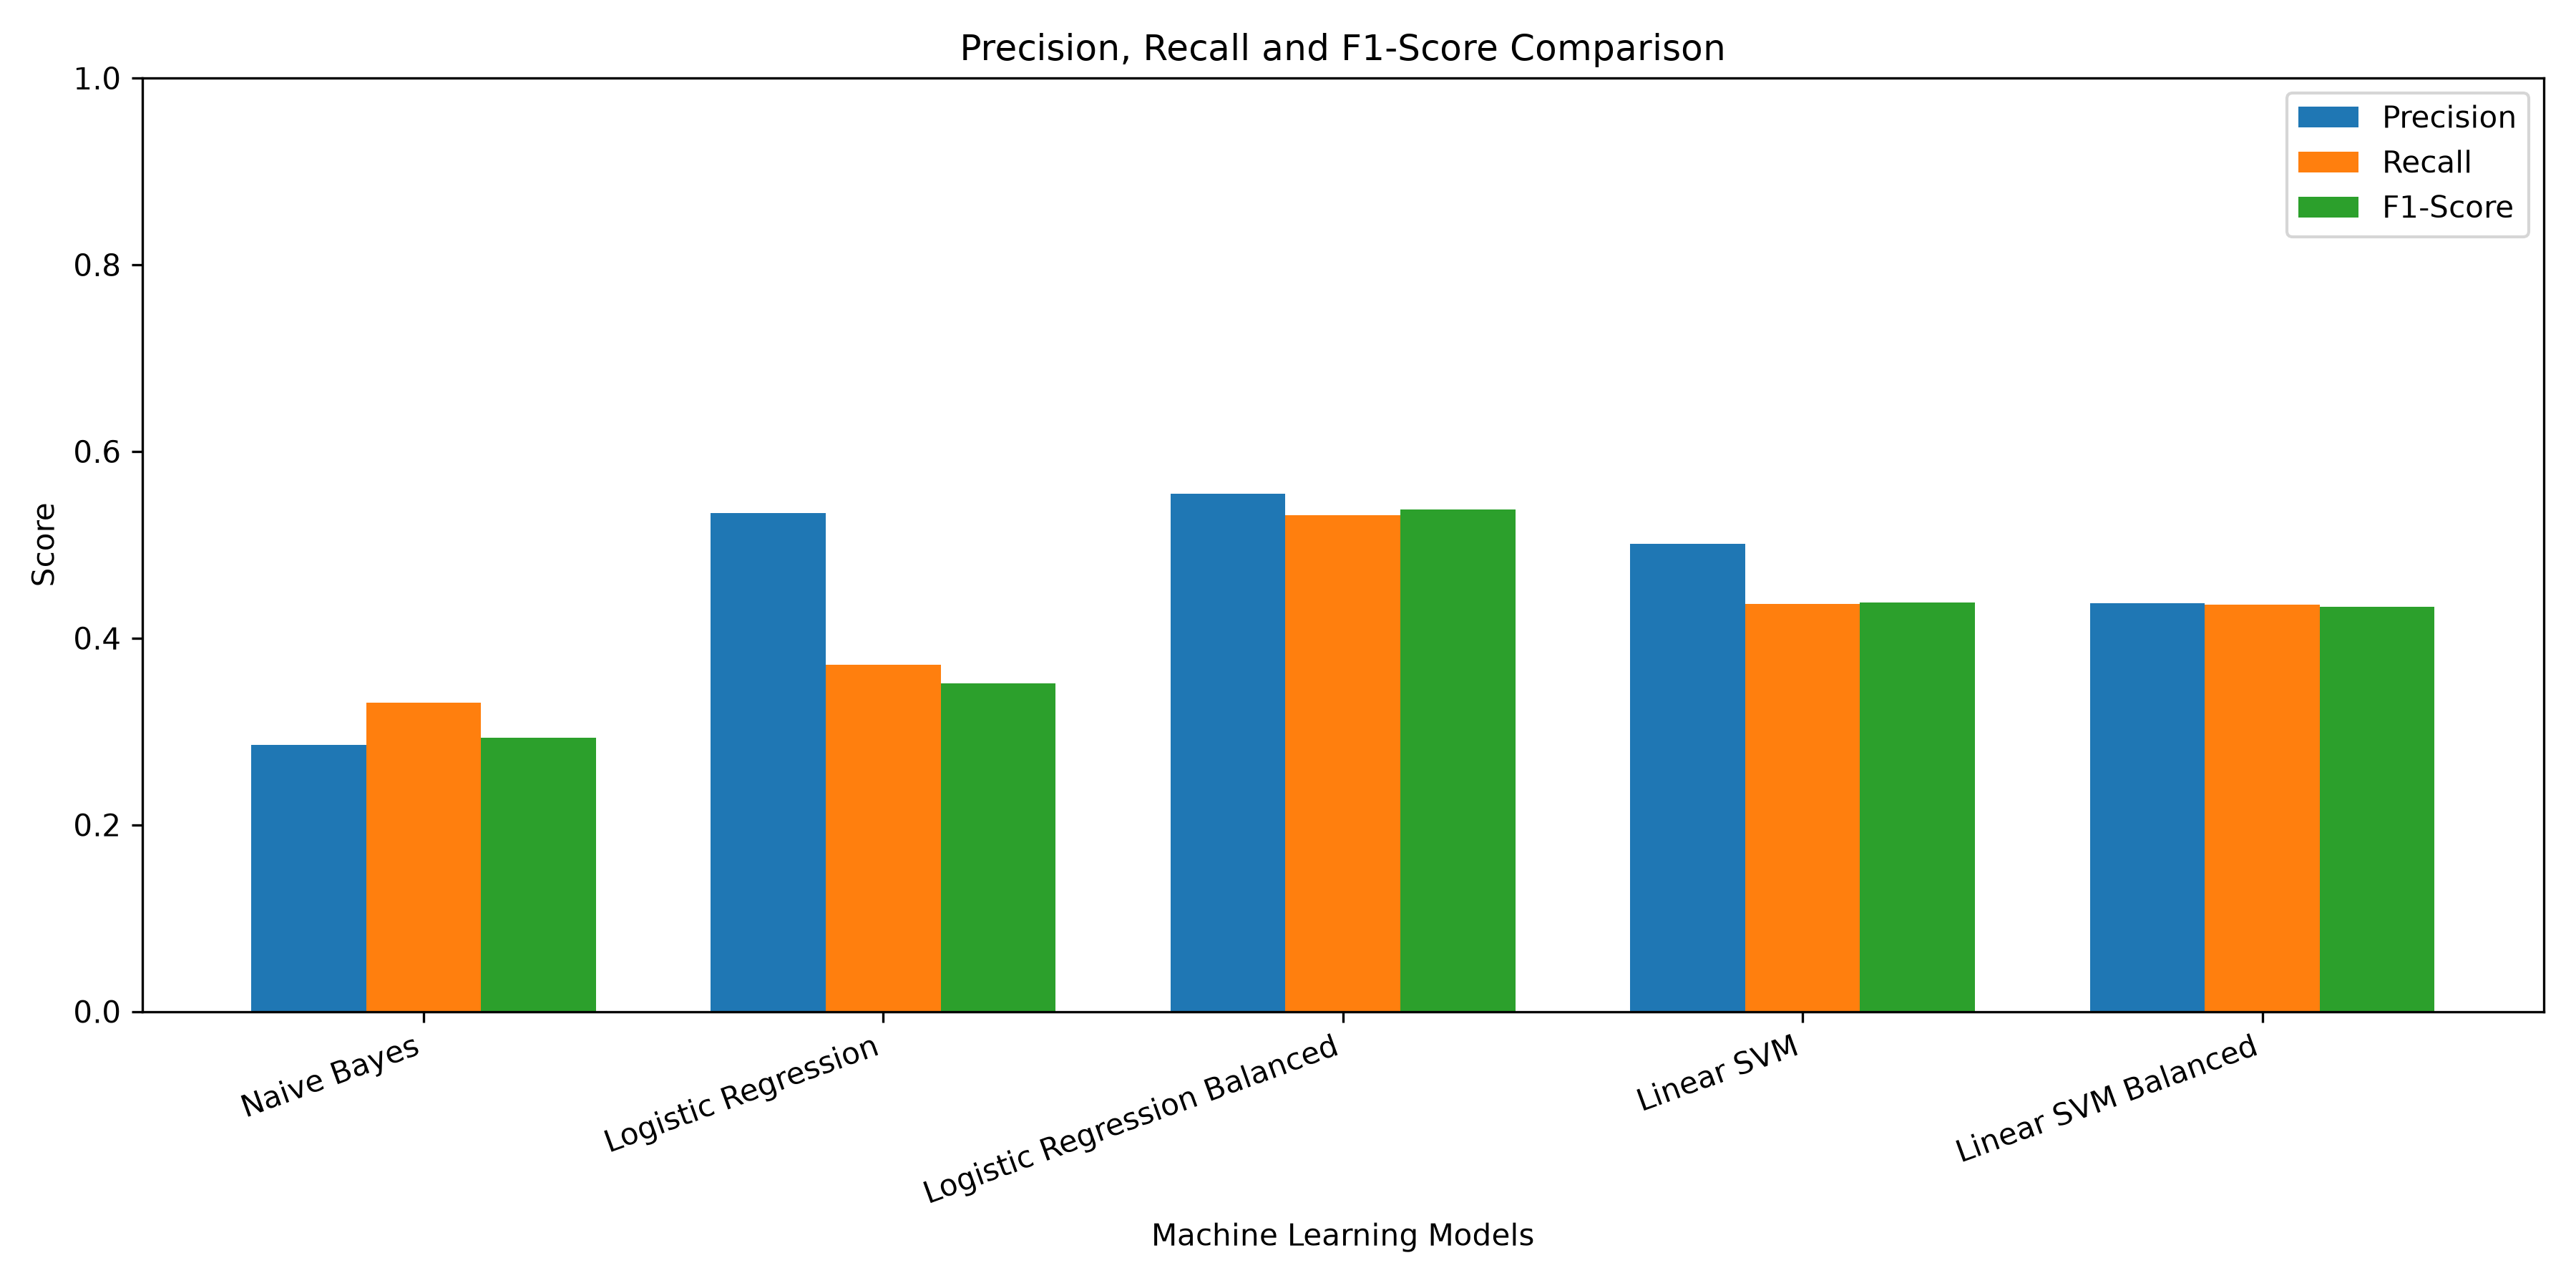 Precision, Recall and F1-Score Comparison
1.0
0.8
0.6
0.4
0.2
0.0
Score
Precision
Recall
F1-Score
Naive Bayes
Logistic Regression
Logistic Regression Balanced
Linear SVM
Linear SVM Balanced
Machine Learning Models